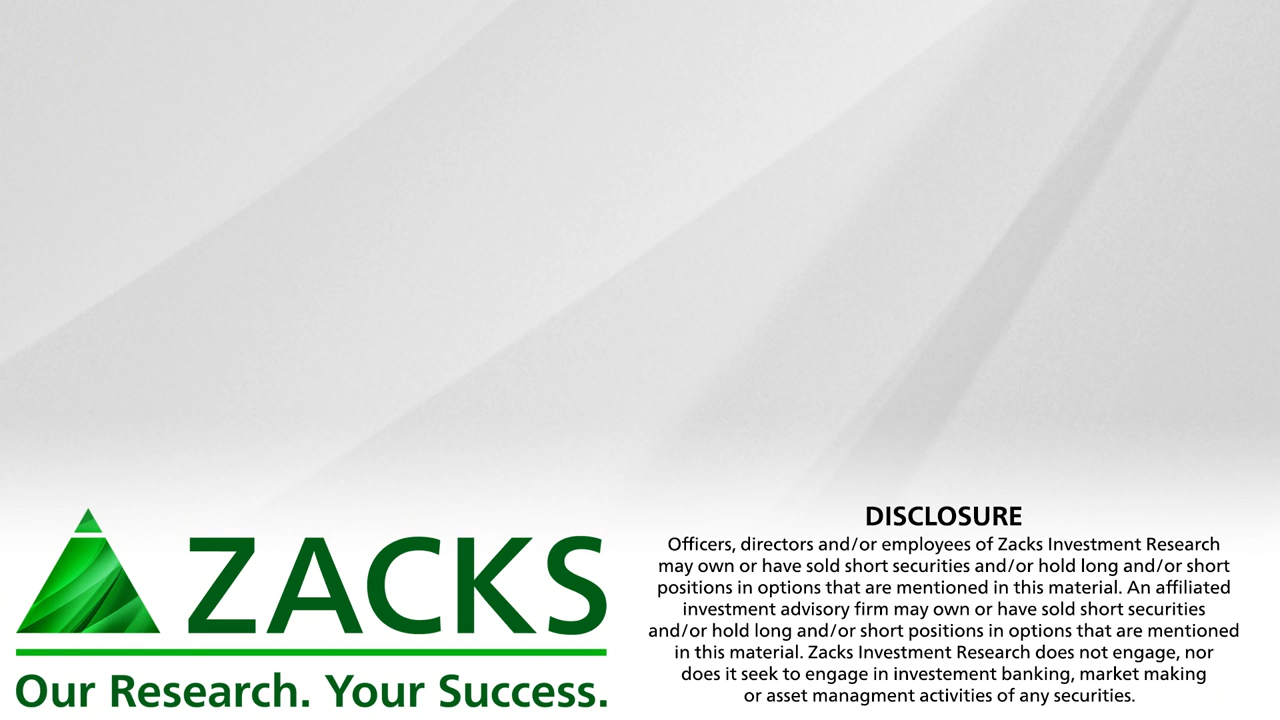 ZACKS
Our Research. Your Success.
DISCLOSURE
Officers, directors and/or employees of Zacks Investment Research
may own or have sold short securities and/or hold long and/or short
positions in options that are mentioned in this material. An affiliated
investment advisory firm may own or have sold short securities
and/or hold long and/or short positions in options that are mentioned
in this material. Zacks Investment Research does not engage, nor
does it seek to engage in investement banking, market making
or asset managment activities of any securities.